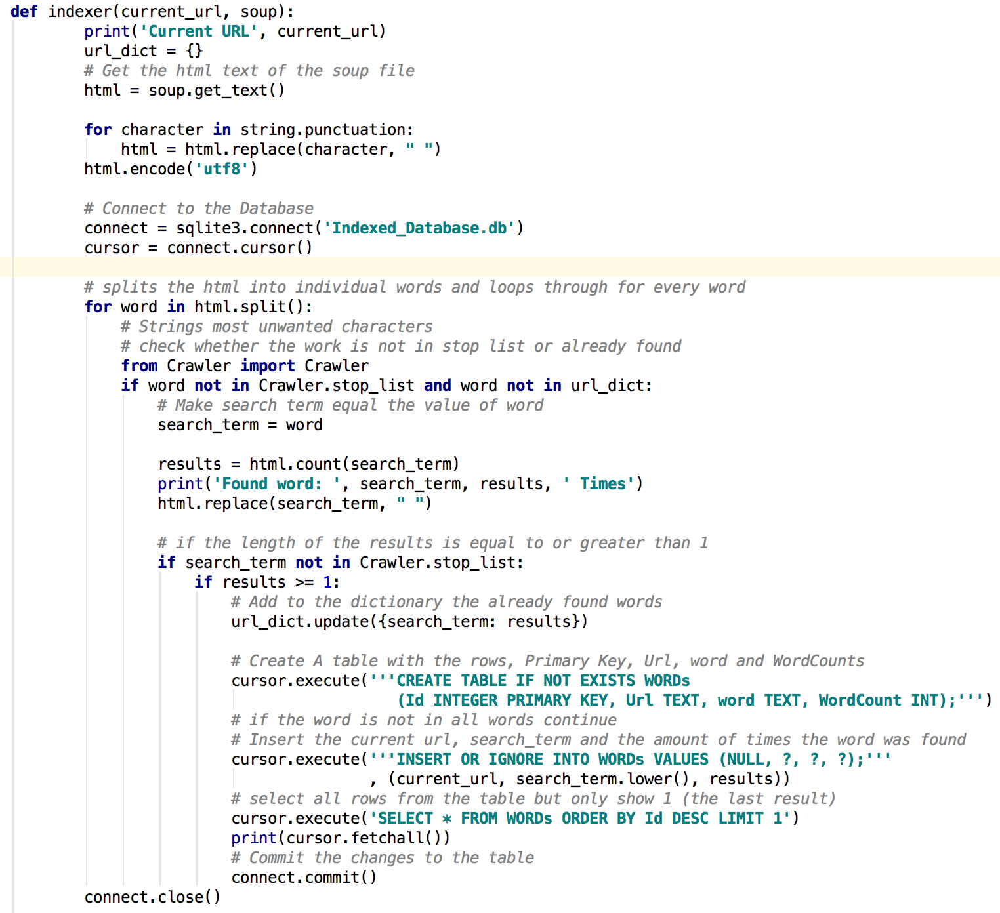 def indexer(current_url, soup):
print('Current URL', current_url)
url_dict = {}
# Get the html text of the soup file
html = soup.get_text()
for character in string.punctuation:
html = html.replace(character, " ")
html.encode('utf8')
# Connect to the Database
connect = sqlite3.connect('Indexed_Database.db')
cursor = connect.cursor()
# splits the html into individual words and loops through for every word
for word in html.split():
# Strings most unwanted characters
# check whether the work is not in stop list or already found
from Crawler import Crawler
if word not in Crawler.stop_list and word not in url_dict:
# Make search term equal the value of word
search_term = word
results = html.count(search_term)
print('Found word: ', search_term, results, ' Times')
html.replace(search_term, " ")
# if the length of the results is equal to or greater than 1
if search_term not in Crawler.stop_list:
if results >= 1:
# Add to the dictionary the already found words
url_dict.update({search_term: results})
# Create A table with the rows, Primary Key, Url, word and WordCounts
cursor.execute('''CREATE TABLE IF NOT EXISTS WORDs
(Id INTEGER PRIMARY KEY, Url TEXT, word TEXT, WordCount INT);''')
# if the word is not in all words continue
# Insert the current url, search_term and the amount of times the word was found
cursor.execute('''INSERT OR IGNORE INTO WORDs VALUES (NULL, ?, ?, ?);'''
, (current_url, search_term.lower(), results))
# select all rows from the table but only show 1 (the last result)
cursor.execute('SELECT * FROM WORDs ORDER BY Id DESC LIMIT 1')
print(cursor.fetchall())
# Commit the changes to the table
connect.commit()
connect.close()